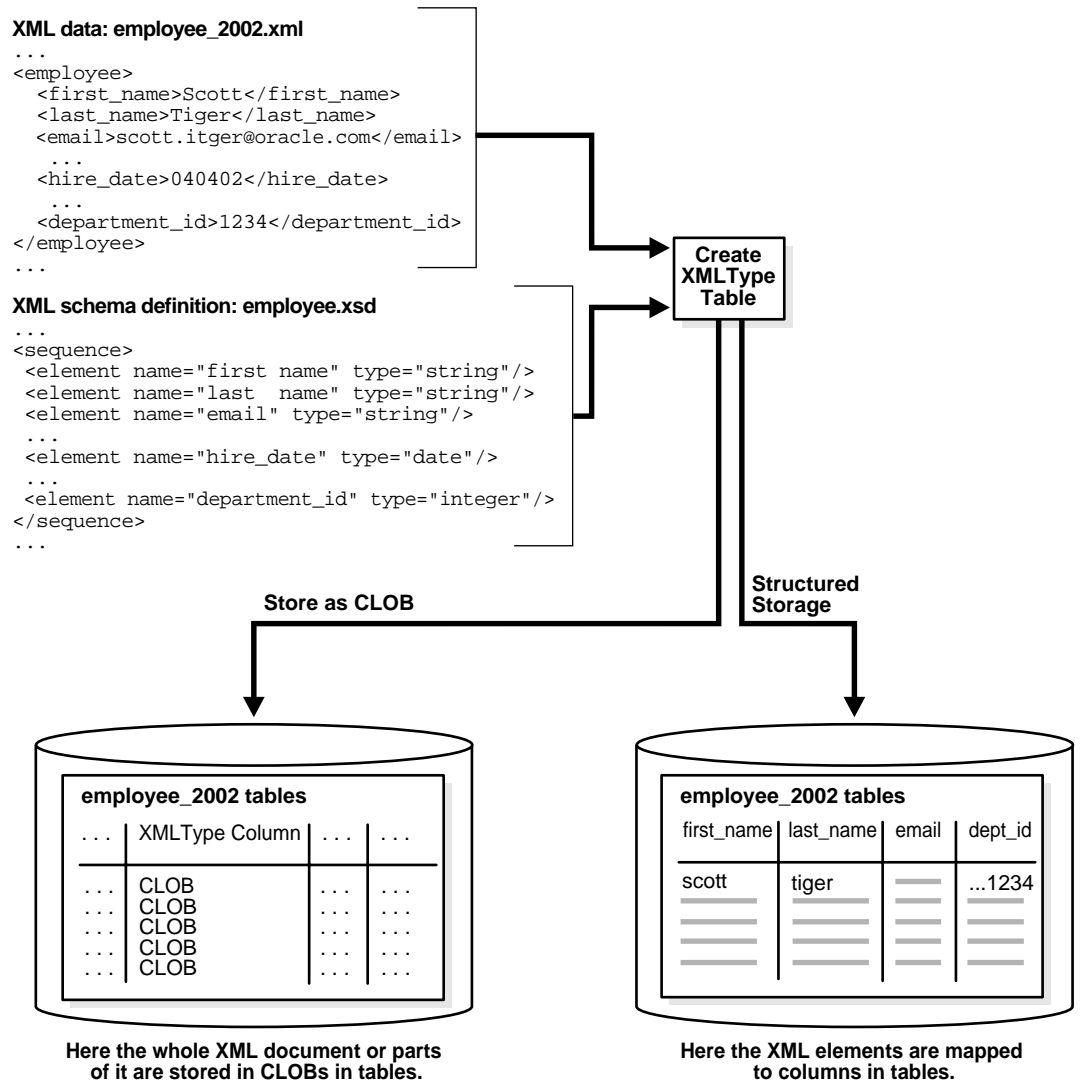 XML data: employee_2002.xml
...
<employee>
<first_name>Scott</first_name>
<last_name>Tiger</last_name>
<email>scott.itger@oracle.com</email>
...
<hire_date>040402</hire_date>
...
<department_id>1234</department_id>
</employee>
...
Create
XMLType
Table
XML schema definition: employee.xsd
...
<sequence>
<element name="first name" type="string"/>
<element name="last  name" type="string"/>
<element name="email" type="string"/>
...
<element name="hire_date" type="date"/>
...
<element name="department_id" type="integer"/>
</sequence>
...
Store as CLOB
Structured
Storage
employee_2002 tables
... XMLType Column ... ...
... CLOB ... ...
... CLOB ... ...
... CLOB ... ...
... CLOB ... ...
... CLOB ... ...
Here the whole XML document or parts
of it are stored in CLOBs in tables.
employee_2002 tables
first_name last_name email dept_id
scott tiger ...1234
Here the XML elements are mapped
to columns in tables.